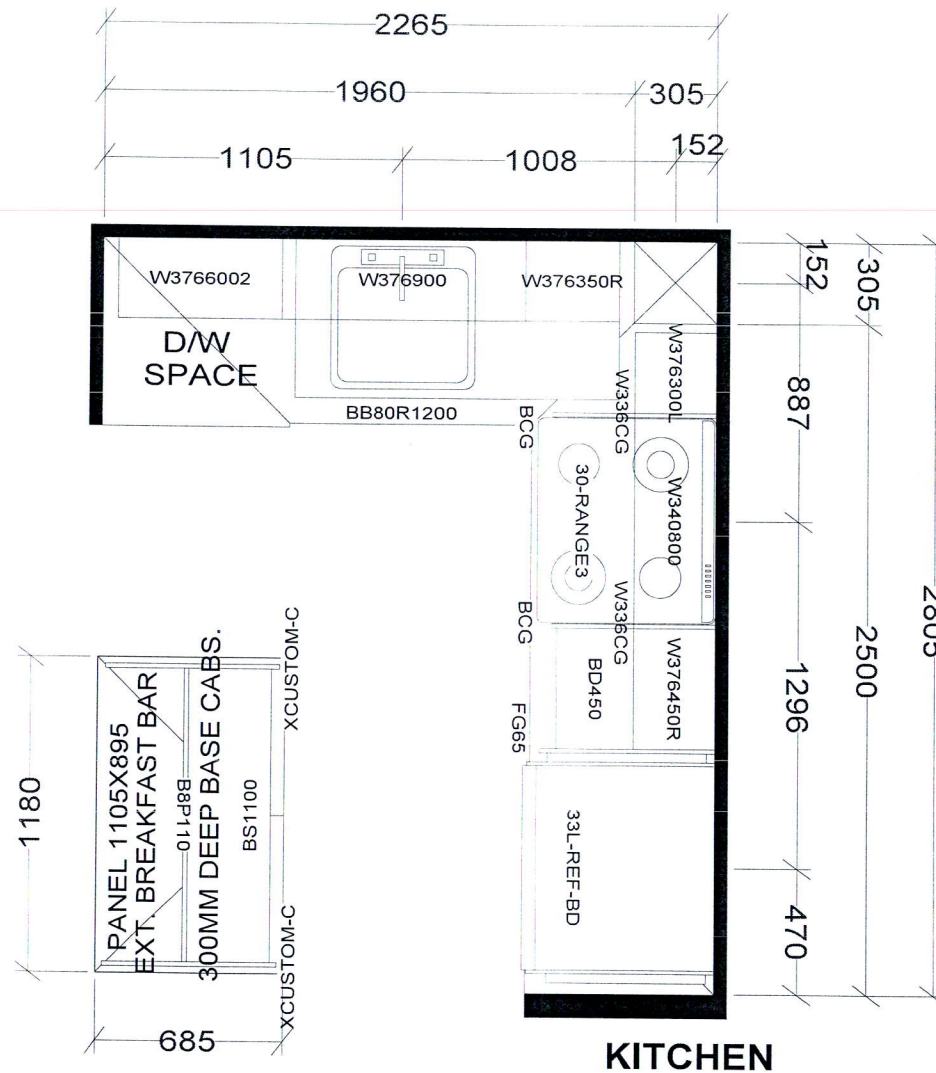 2265
1960
305
1105
1008
152
W3766002
W376900
W376350R
D/W
SPACE
BB80R1200
152
305
2805
W376300L
W336CG
887
BCG
30-RANGE3
W340800
BCG
W336CG
BD450
W376450R
FG65
1296
2500
33L-REF-BD
470
XCUSTOM-C
1180
PANEL 1105X895
EXT. BREAKFAST BAR
B8P110
300MM DEEP BASE CABS.
BS1100
XCUSTOM-C
685
KITCHEN